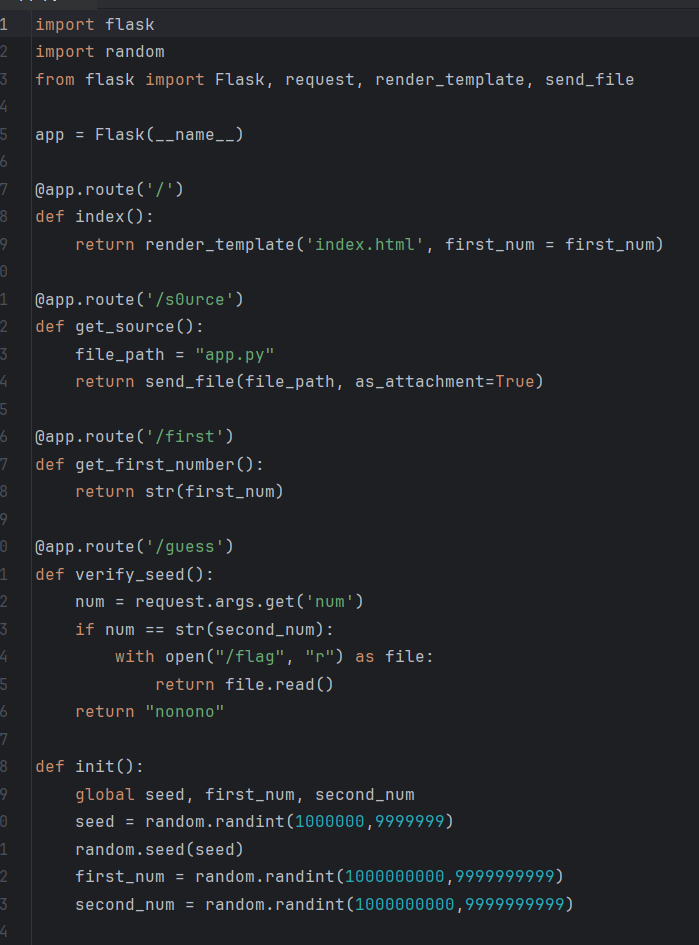 1 import flask
2 import random
3 from flask import Flask, request, render_template, send_file
4
5 app = Flask(__name__)
6
7 @app.route('/')
8 def index():
9     return render_template('index.html', first_num = first_num)
0
1 @app.route('/s0urce')
2 def get_source():
3     file_path = "app.py"
4     return send_file(file_path, as_attachment=True)
5
6 @app.route('/first')
7 def get_first_number():
8     return str(first_num)
9
0 @app.route('/guess')
1 def verify_seed():
2     num = request.args.get('num')
3     if num == str(second_num):
4         with open("/flag", "r") as file:
5             return file.read()
6     return "nonono"
7
8 def init():
9     global seed, first_num, second_num
0     seed = random.randint(1000000,9999999)
1     random.seed(seed)
2     first_num = random.randint(1000000000,9999999999)
3     second_num = random.randint(1000000000,9999999999)
4